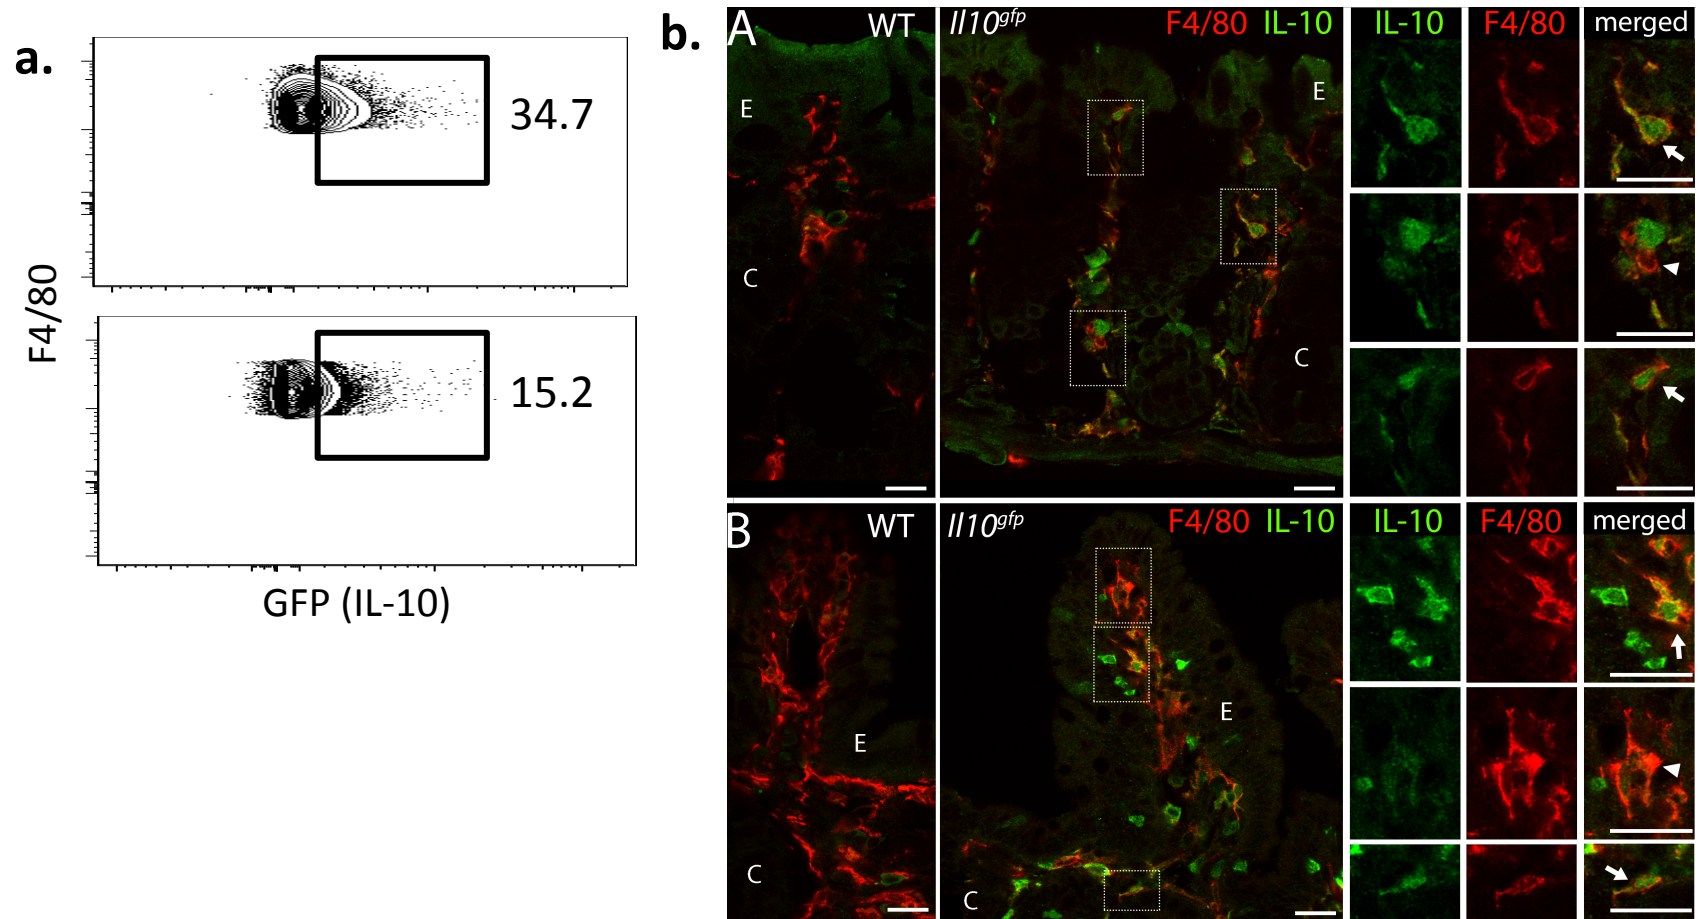 a.
34.7
15.2
F4/80
GFP (IL-10)
b.
A
WT
Il10gfp
F4/80 IL-10
IL-10
F4/80
merged
E
C
E
C
B
WT
Il10gfp
F4/80 IL-10
IL-10
F4/80
merged
E
C
E
C